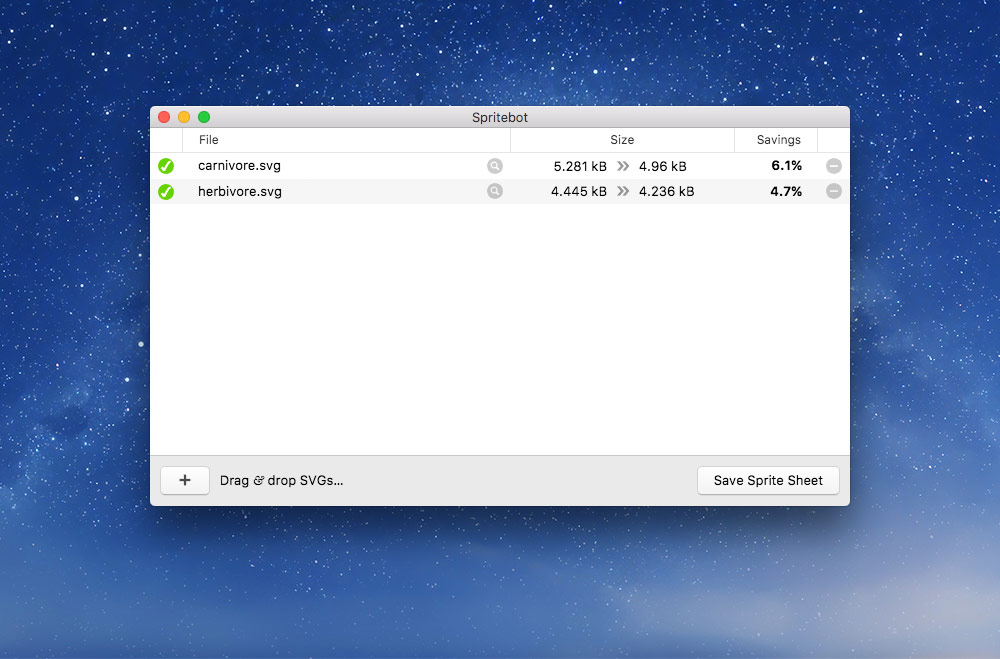 Spritebot
File Size Savings
carnivore.svg 5.281 kB » 4.96 kB 6.1%
herbivore.svg 4.445 kB » 4.236 kB 4.7%
+ Drag & drop SVGs... Save Sprite Sheet